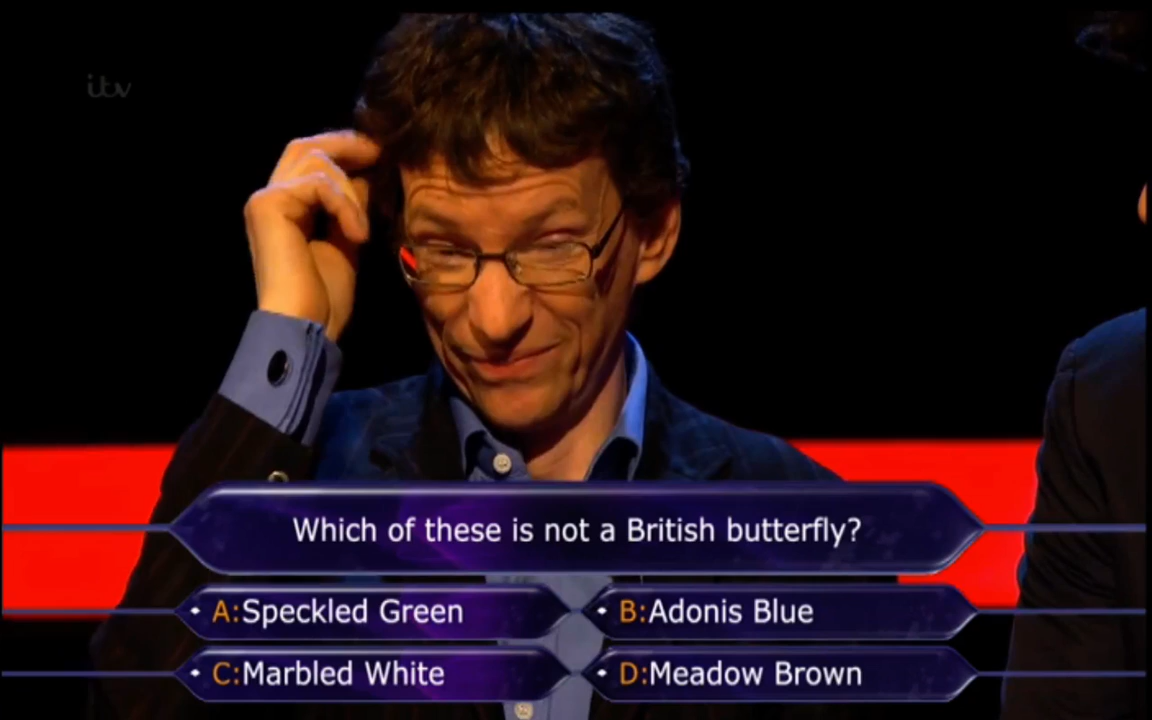 itv
Which of these is not a British butterfly?
A:Speckled Green
B:Adonis Blue
C:Marbled White
D:Meadow Brown